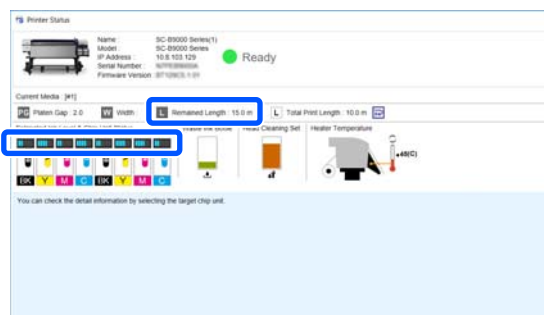 Printer Status
Name : SC-B9000 Series(1)
Model : SC-B9000 Series
IP Address : 10.8.103.129
Serial Number :
Firmware Version :
Ready
Current Media : [#1]
PG Platen Gap : 2.0 W Width : L Remained Length : 15.0 m L Total Print Length : 10.0 m
Head Cleaning Set Heater Temperature
48(C)
BK Y M C BK Y M C
You can check the detail information by selecting the target chip unit.